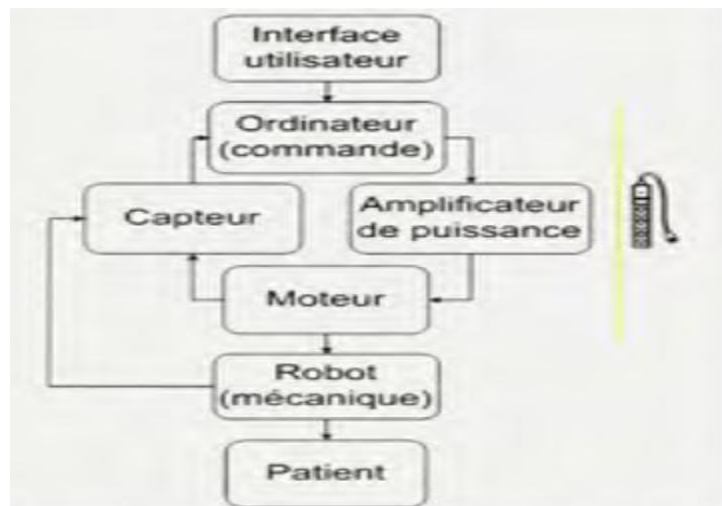 Interface
utilisateur
Ordinateur
(commande)
Capteur
Amplificateur
de puissance
Moteur
Robot
(mécanique)
Patient